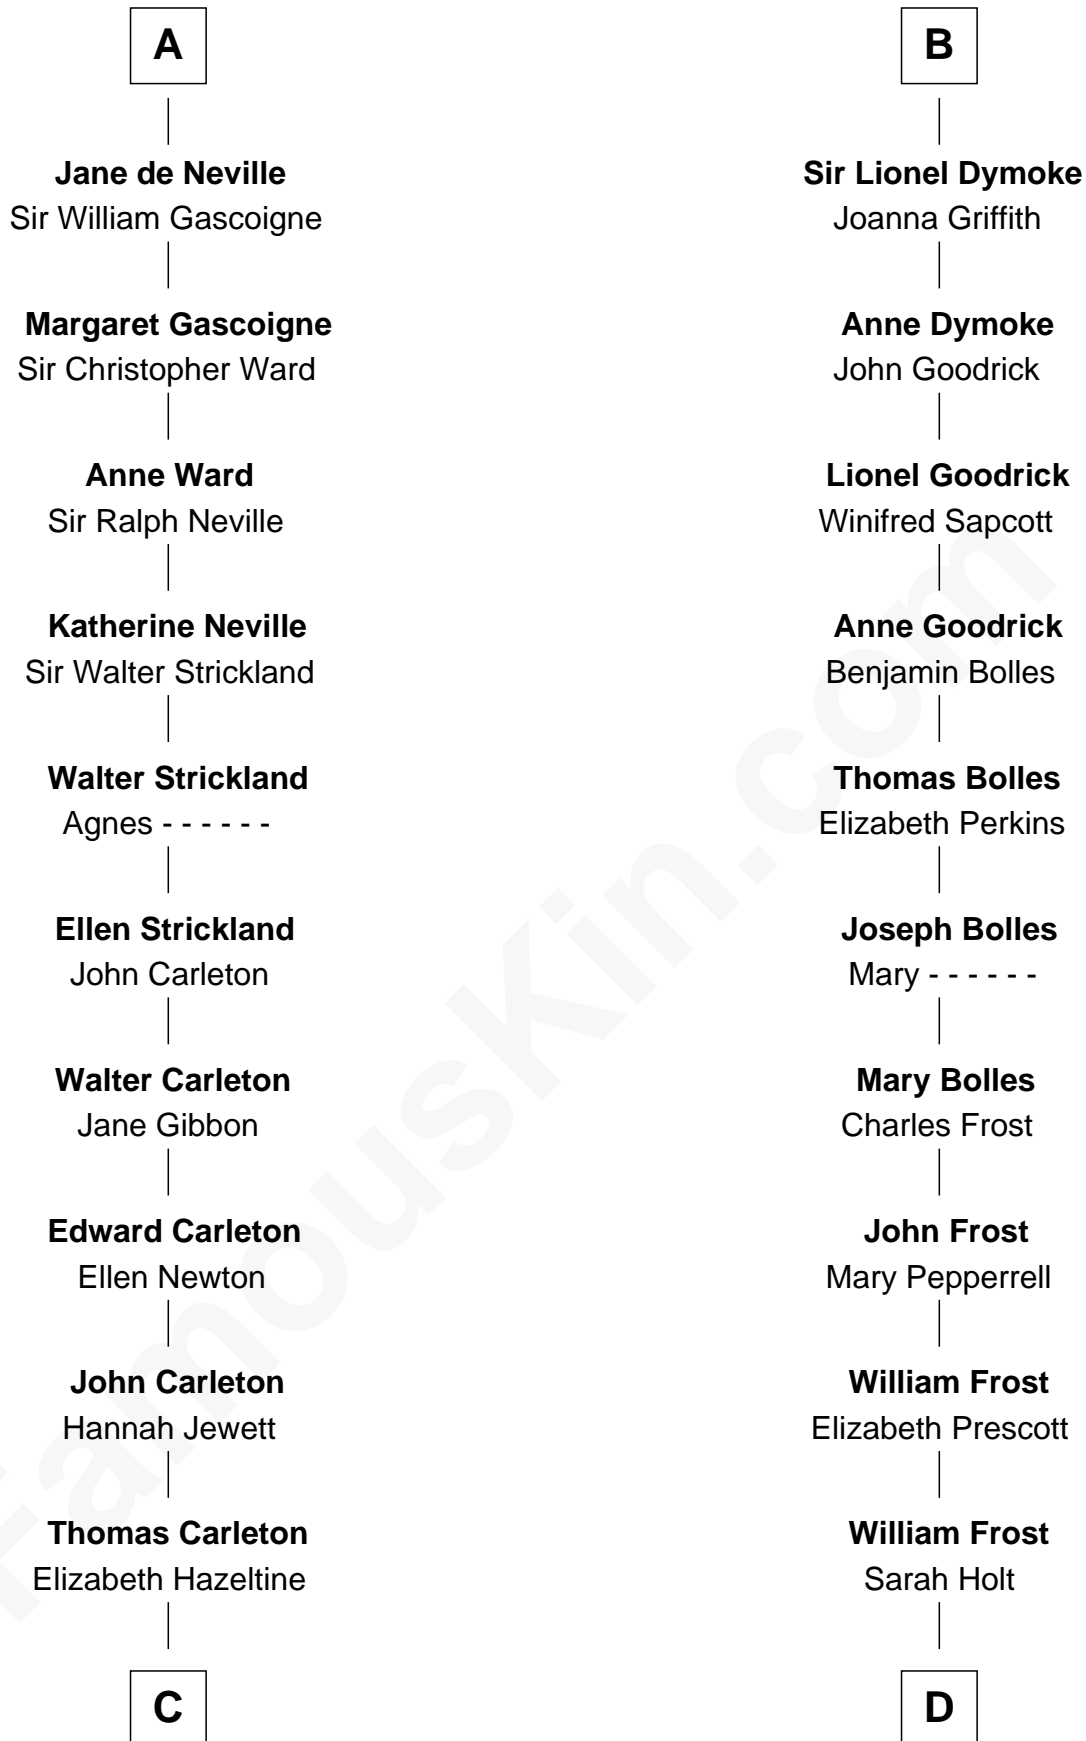 A
Jane de Neville
Sir William Gascoigne
Margaret Gascoigne
Sir Christopher Ward
Anne Ward
Sir Ralph Neville
Katherine Neville
Sir Walter Strickland
Walter Strickland
Agnes - - - - - -
Ellen Strickland
John Carleton
Walter Carleton
Jane Gibbon
Edward Carleton
Ellen Newton
John Carleton
Hannah Jewett
Thomas Carleton
Elizabeth Hazeltine
C
B
Sir Lionel Dymoke
Joanna Griffith
Anne Dymoke
John Goodrick
Lionel Goodrick
Winifred Sapcott
Anne Goodrick
Benjamin Bolles
Thomas Bolles
Elizabeth Perkins
Joseph Bolles
Mary - - - - - -
Mary Bolles
Charles Frost
John Frost
Mary Pepperrell
William Frost
Elizabeth Prescott
William Frost
Sarah Holt
D
FamousKin.com